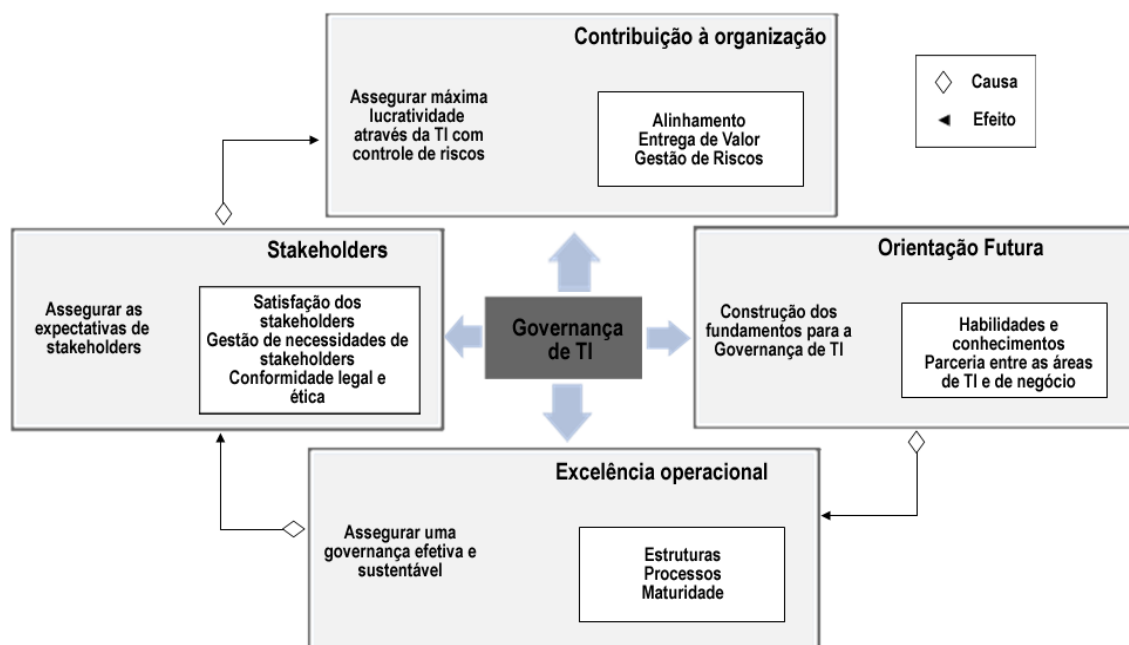 Contribuição à organização
Assegurar máxima
lucratividade
através da TI com
controle de riscos
Alinhamento
Entrega de Valor
Gestão de Riscos
Causa
Efeito
Stakeholders
Assegurar as
expectativas de
stakeholders
Satisfação dos
stakeholders
Gestão de necessidades de
stakeholders
Conformidade legal e
ética
Governança
de TI
Orientação Futura
Construção dos
fundamentos para a
Governança de TI
Habilidades e
conhecimentos
Parceria entre as áreas
de TI e de negócio
Excelência operacional
Assegurar uma
governança efetiva e
sustentável
Estruturas
Processos
Maturidade